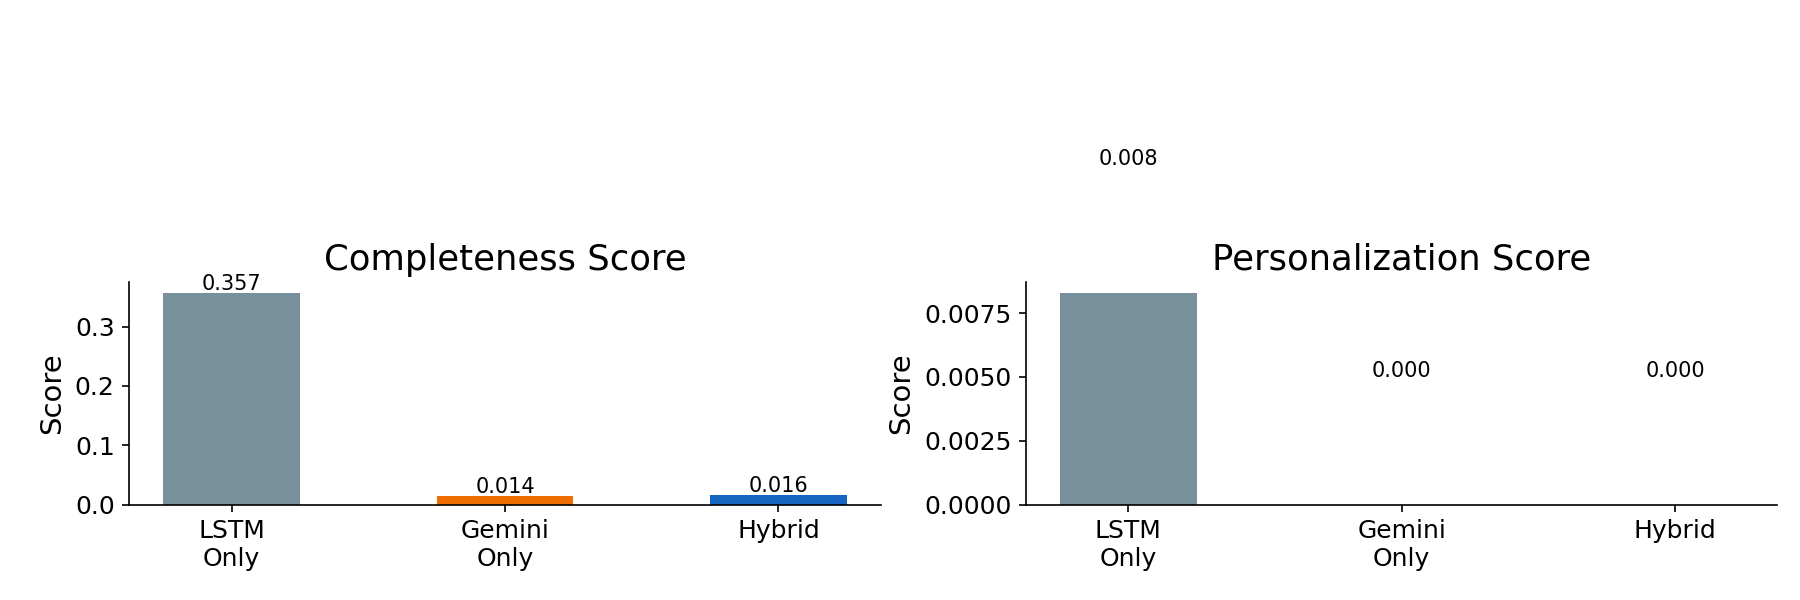 Completeness Score
0.357
0.014
0.016
0.3
0.2
0.1
0.0
Score
LSTM
Only
Gemini
Only
Hybrid
0.008
Personalization Score
0.000
0.000
0.0075
0.0050
0.0025
0.0000
Score
LSTM
Only
Gemini
Only
Hybrid